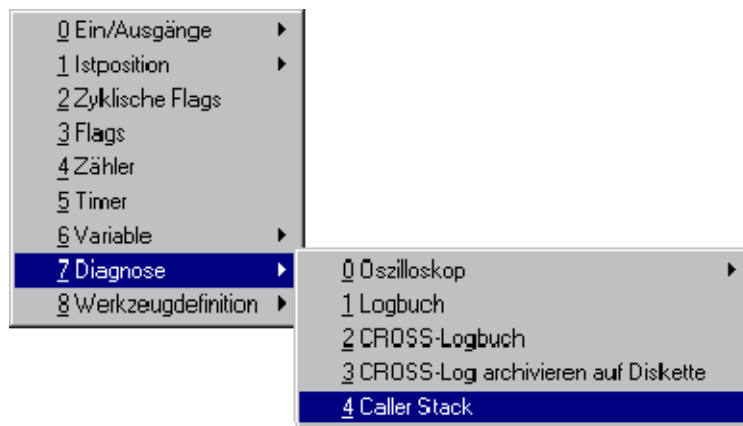 0 Ein/Ausgänge
1 Istposition
2 Zyklische Flags
3 Flags
4 Zähler
5 Timer
6 Variable
7 Diagnose
8 Werkzeugdefinition
0 Oszilloskop
1 Logbuch
2 CROSS-Logbuch
3 CROSS-Log archivieren auf Diskette
4 Caller Stack